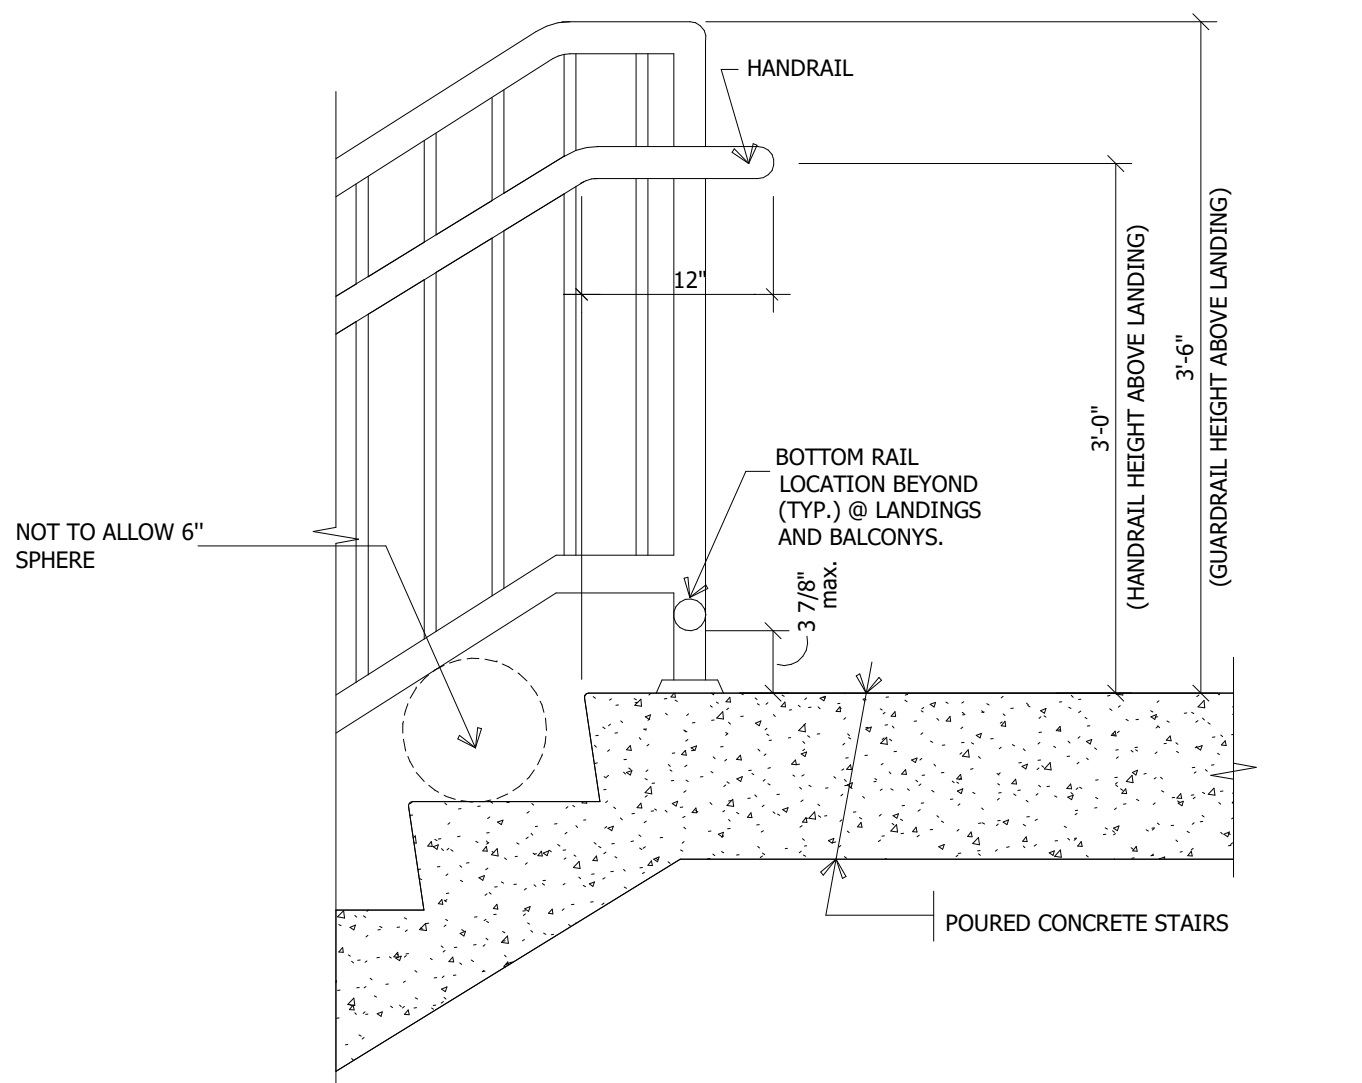 HANDRAIL
12"
3'-6"
(GUARDRAIL HEIGHT ABOVE LANDING)
3'-0"
(HANDRAIL HEIGHT ABOVE LANDING)
BOTTOM RAIL
LOCATION BEYOND
(TYP.) @ LANDINGS
AND BALCONYS.
NOT TO ALLOW 6"
SPHERE
3 7/8"
max.
POURED CONCRETE STAIRS